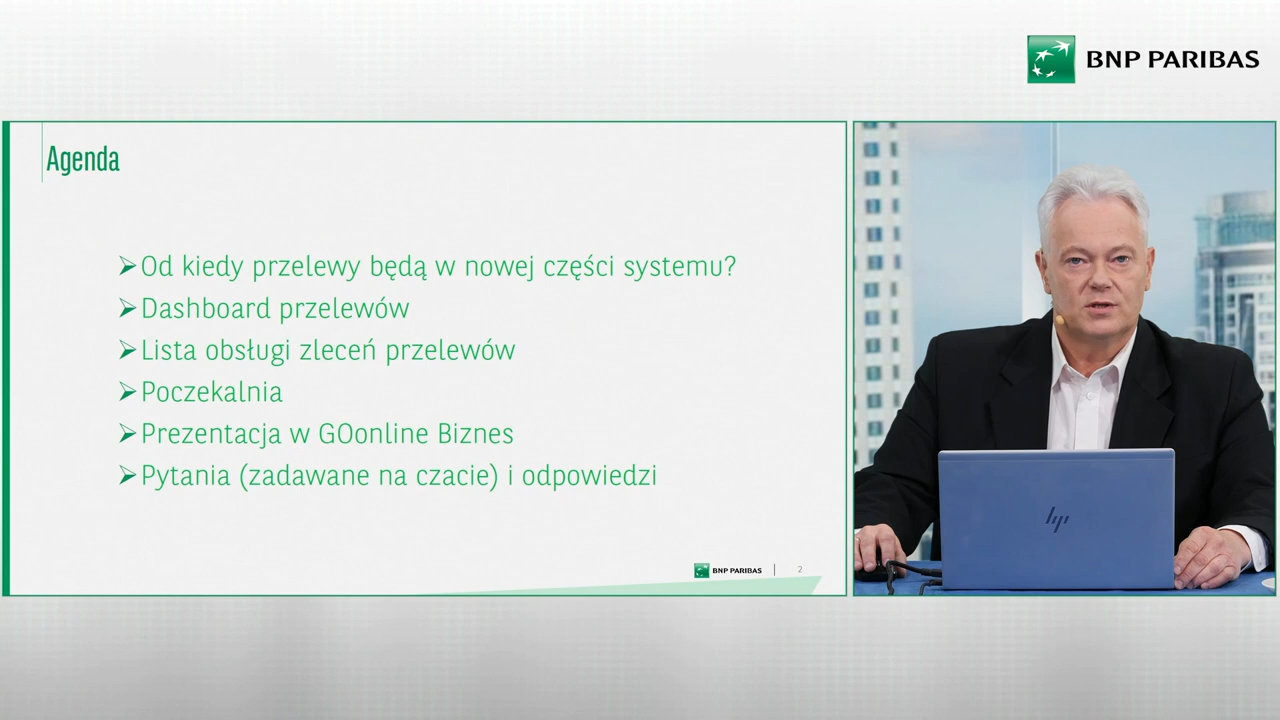 BNP PARIBAS
Agenda
➢Od kiedy przelewy będą w nowej części systemu?
➢Dashboard przelewów
➢Lista obsługi zleceń przelewów
➢Poczekalnia
➢Prezentacja w GOonline Biznes
➢Pytania (zadawane na czacie) i odpowiedzi
BNP PARIBAS | 2
hp